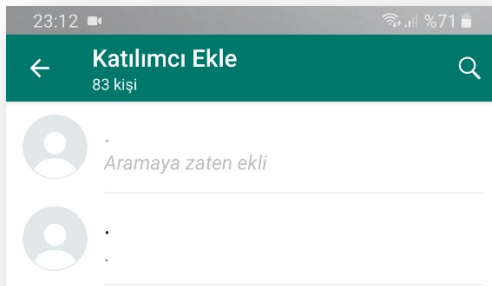 23:12 %71
Katılımcı Ekle
83 kişi
.
Aramaya zaten ekli
.
.